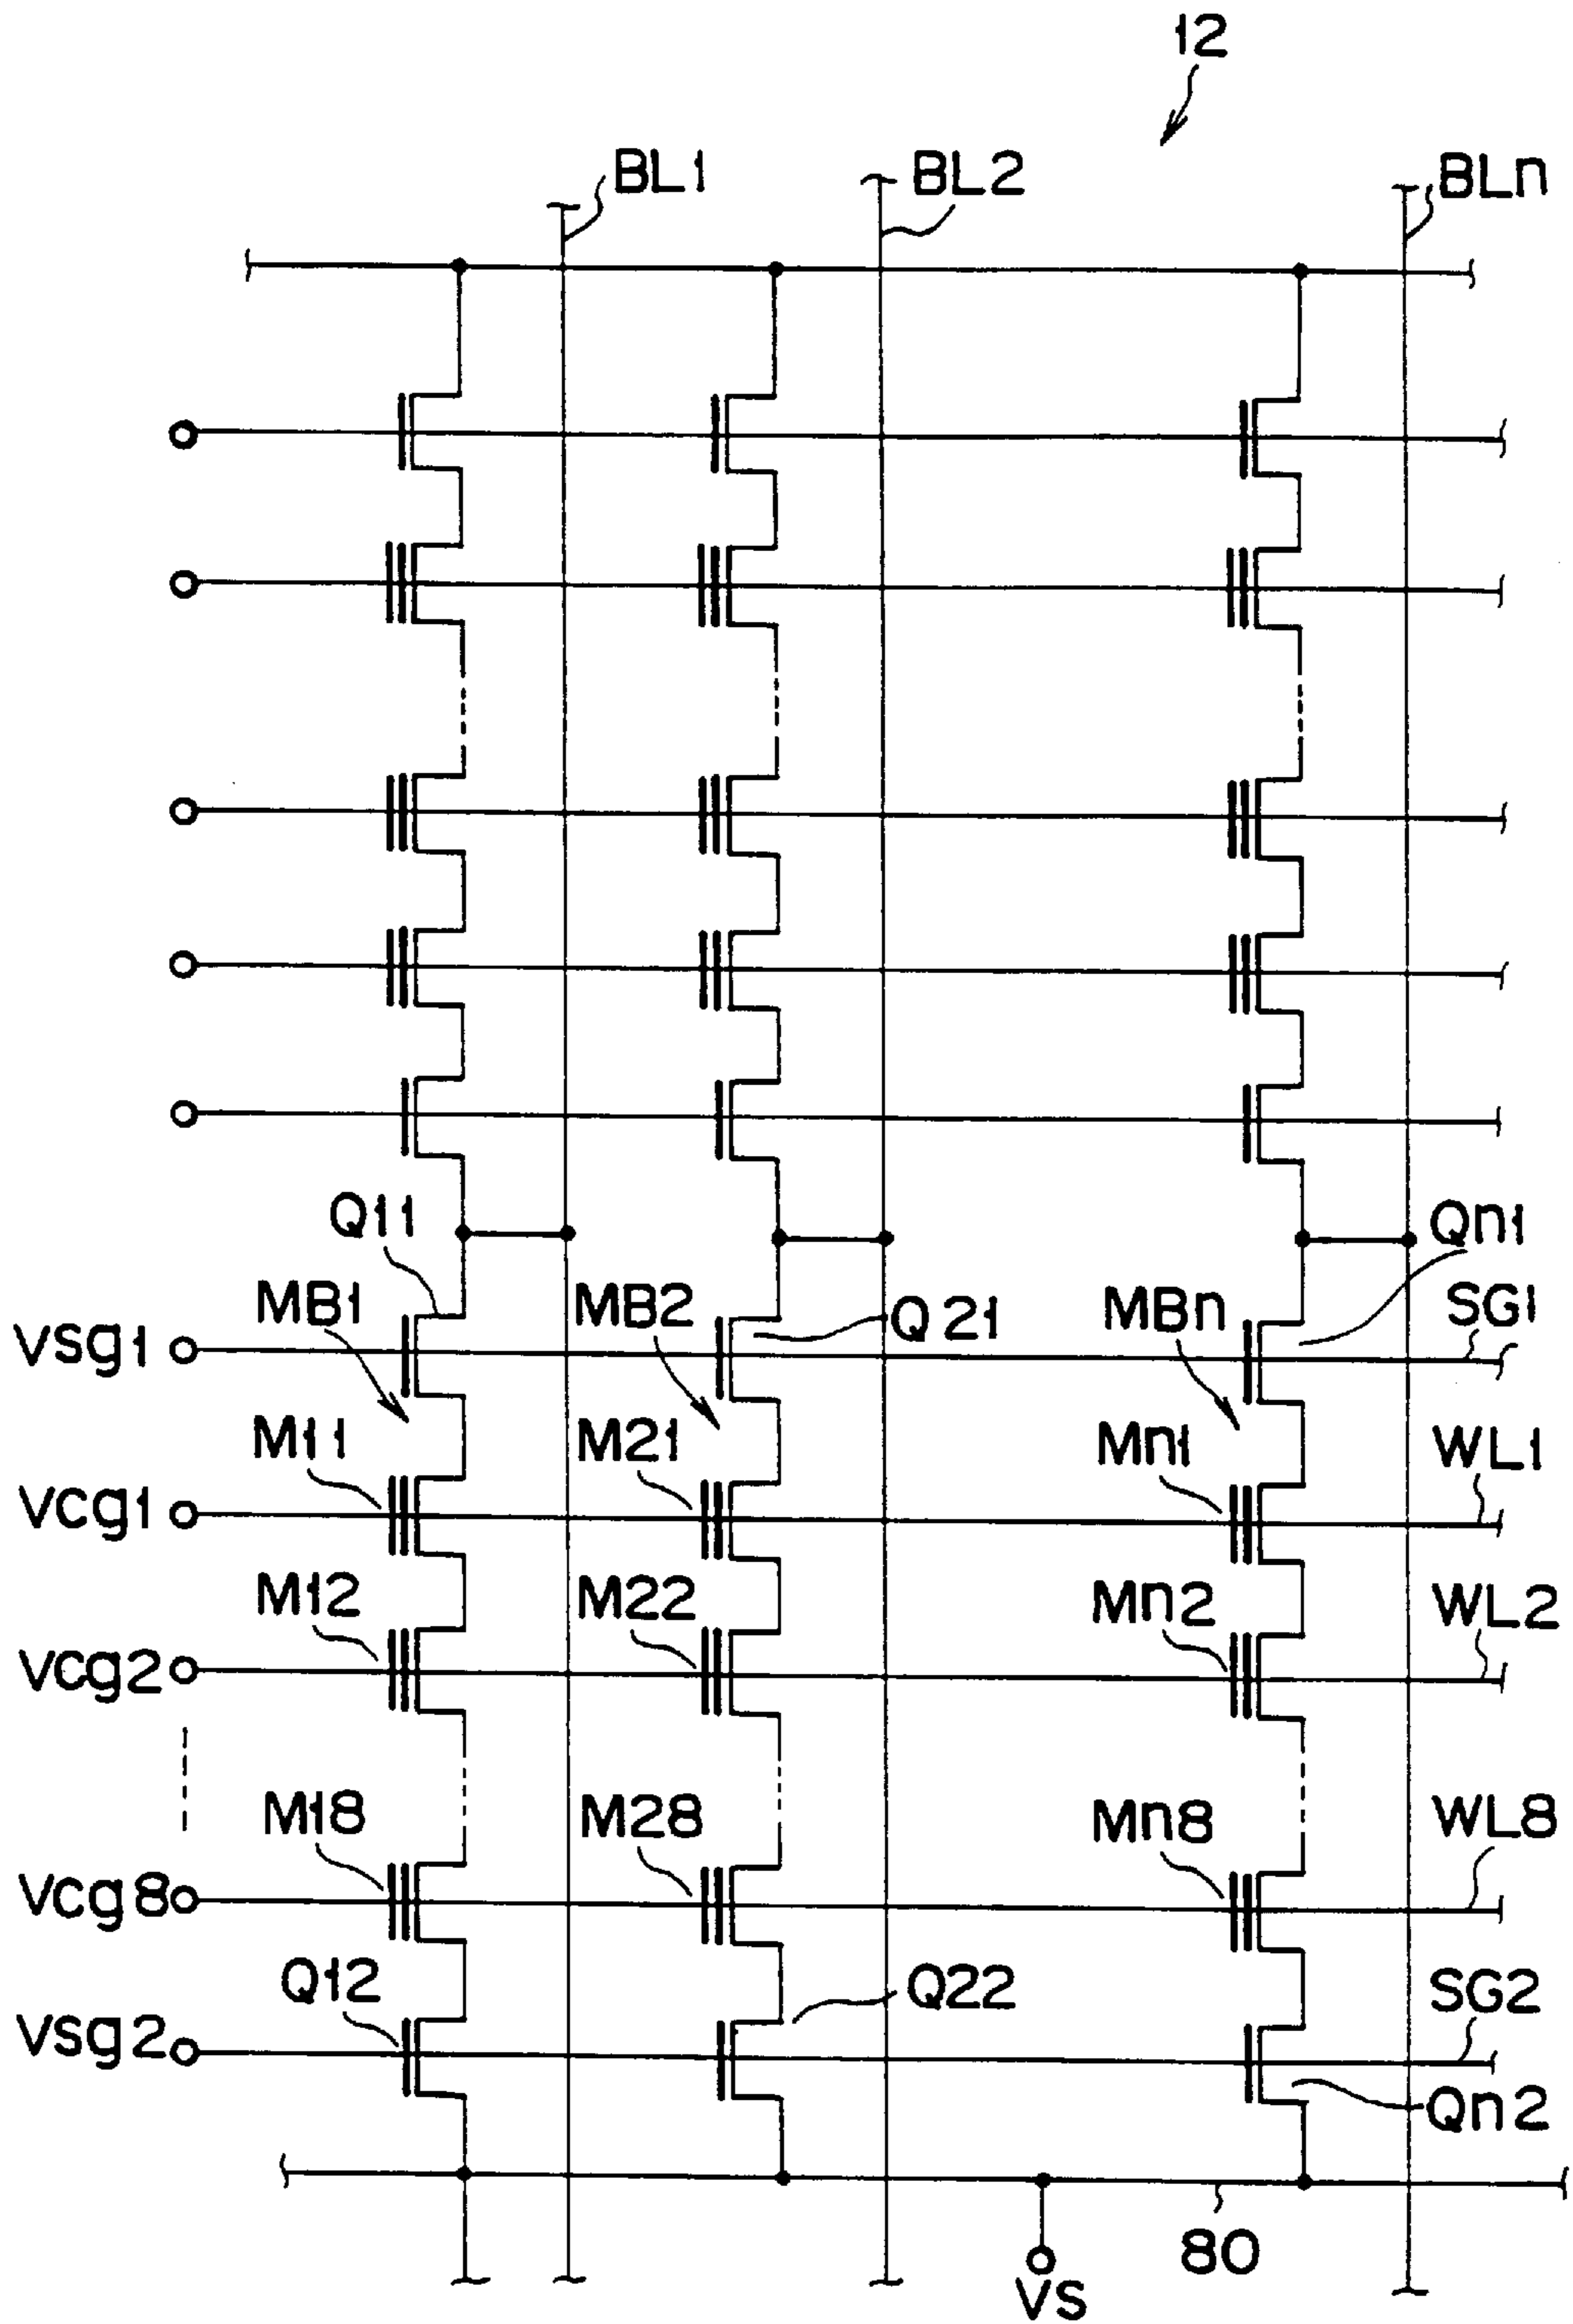 12
BL1 BL2 BLn
Q11 Qn1
MB1 MB2 Q21 MBn SG1
Vsg1
M11 M21 Mn1 WL1
Vcg1
M12 M22 Mn2 WL2
Vcg2
M18 M28 Mn8 WL8
Vcg8
Q12 Q22 SG2
Vsg2
Qn2
80
Vs